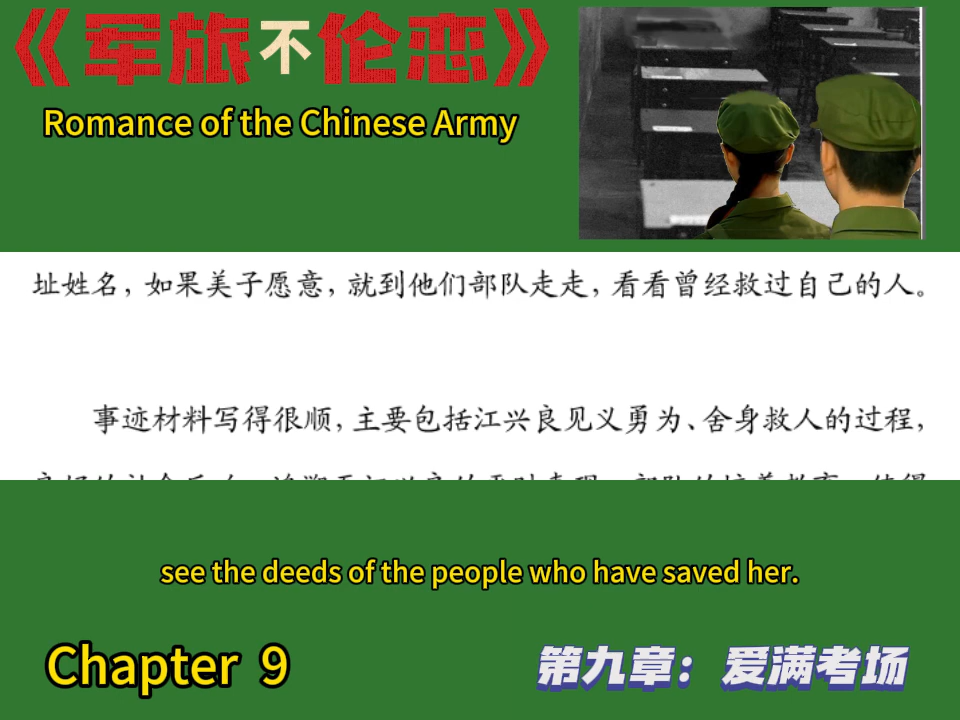 《军旅不伦恋》
Romance of the Chinese Army
址姓名，如果美子愿意，就到他们部队走走，看看曾经救过自己的人。
事迹材料写得很顺，主要包括江兴良见义勇为、舍身救人的过程，
see the deeds of the people who have saved her.
Chapter 9
第九章：爱满考场